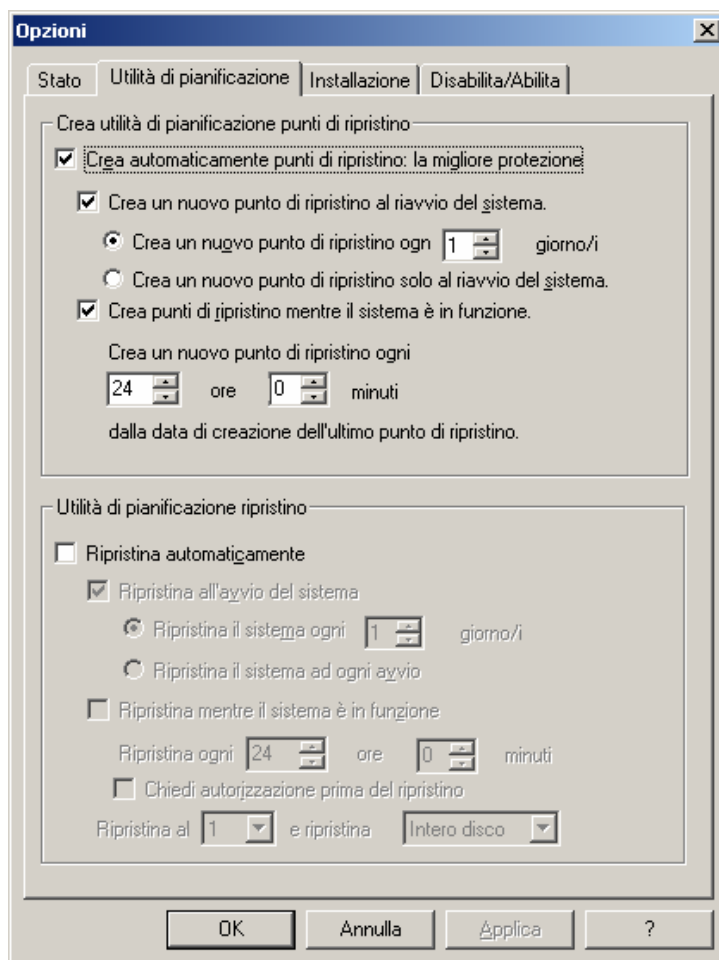 Opzioni
Stato Utilità di pianificazione Installazione Disabilita/Abilita
Crea utilità di pianificazione punti di ripristino
Crea automaticamente punti di ripristino: la migliore protezione
Crea un nuovo punto di ripristino al riavvio del sistema.
Crea un nuovo punto di ripristino ogn 1 giorno/i
Crea un nuovo punto di ripristino solo al riavvio del sistema.
Crea punti di ripristino mentre il sistema è in funzione.
Crea un nuovo punto di ripristino ogni
24 ore 0 minuti
dalla data di creazione dell'ultimo punto di ripristino.
Utilità di pianificazione ripristino
Ripristina automaticamente
Ripristina all'avvio del sistema
Ripristina il sistema ogni 1 giorno/i
Ripristina il sistema ad ogni avvio
Ripristina mentre il sistema è in funzione
Ripristina ogni 24 ore 0 minuti
Chiedi autorizzazione prima del ripristino
Ripristina al 1 e ripristina Intero disco
OK Annulla Applica ?